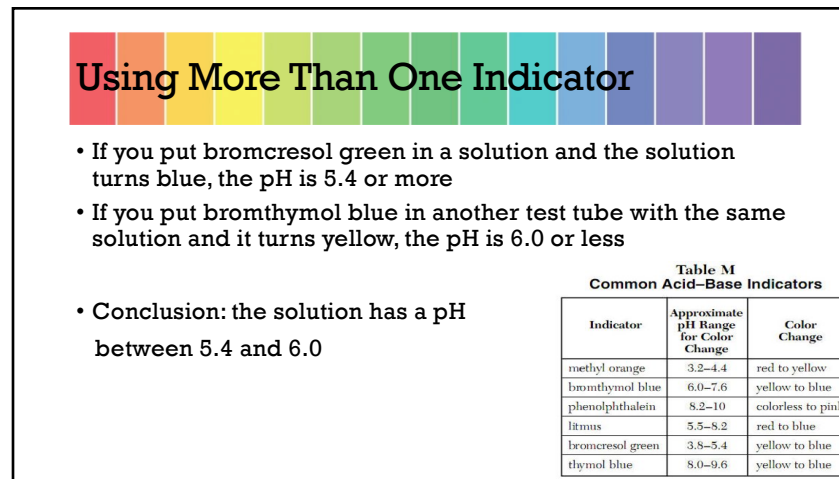 Using More Than One Indicator
• If you put bromcresol green in a solution and the solution
turns blue, the pH is 5.4 or more
• If you put bromthymol blue in another test tube with the same
solution and it turns yellow, the pH is 6.0 or less
• Conclusion: the solution has a pH
between 5.4 and 6.0
Table M
Common Acid–Base Indicators
Indicator Approximate pH Range for Color Change Color Change
methyl orange 3.2–4.4 red to yellow
bromthymol blue 6.0–7.6 yellow to blue
phenolphthalein 8.2–10 colorless to pink
litmus 5.5–8.2 red to blue
bromcresol green 3.8–5.4 yellow to blue
thymol blue 8.0–9.6 yellow to blue